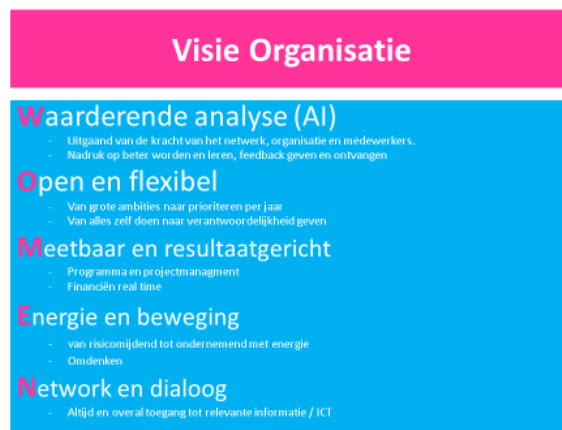 Visie Organisatie
Waarderende analyse (AI)
- Uitgaand van de kracht van het netwerk, organisatie en medewerkers.
- Nadruk op beter worden en leren, feedback geven en ontvangen
Open en flexibel
- Van grote ambities naar prioriteren per jaar
- Van alles zelf doen naar verantwoordelijkheid geven
Meetbaar en resultaatgericht
- Programma en projectmanagment
- Financiën real time
Energie en beweging
- van risicomijdend tot ondernemend met energie
- Omdenken
Network en dialoog
- Altijd en overal toegang tot relevante informatie / ICT